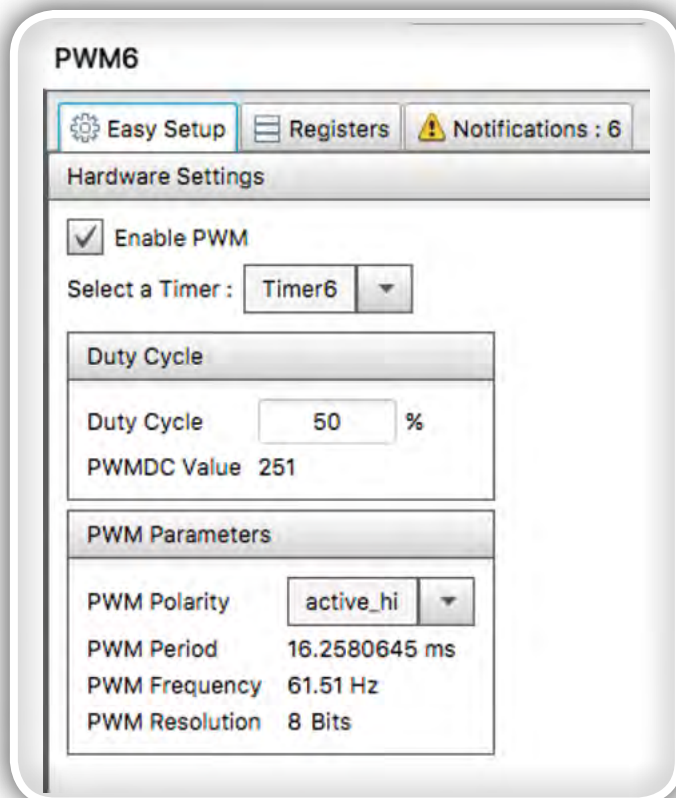 PWM6
Easy Setup Registers Notifications : 6
Hardware Settings
Enable PWM
Select a Timer : Timer6
Duty Cycle
Duty Cycle 50 %
PWMDC Value 251
PWM Parameters
PWM Polarity active_hi
PWM Period 16.2580645 ms
PWM Frequency 61.51 Hz
PWM Resolution 8 Bits